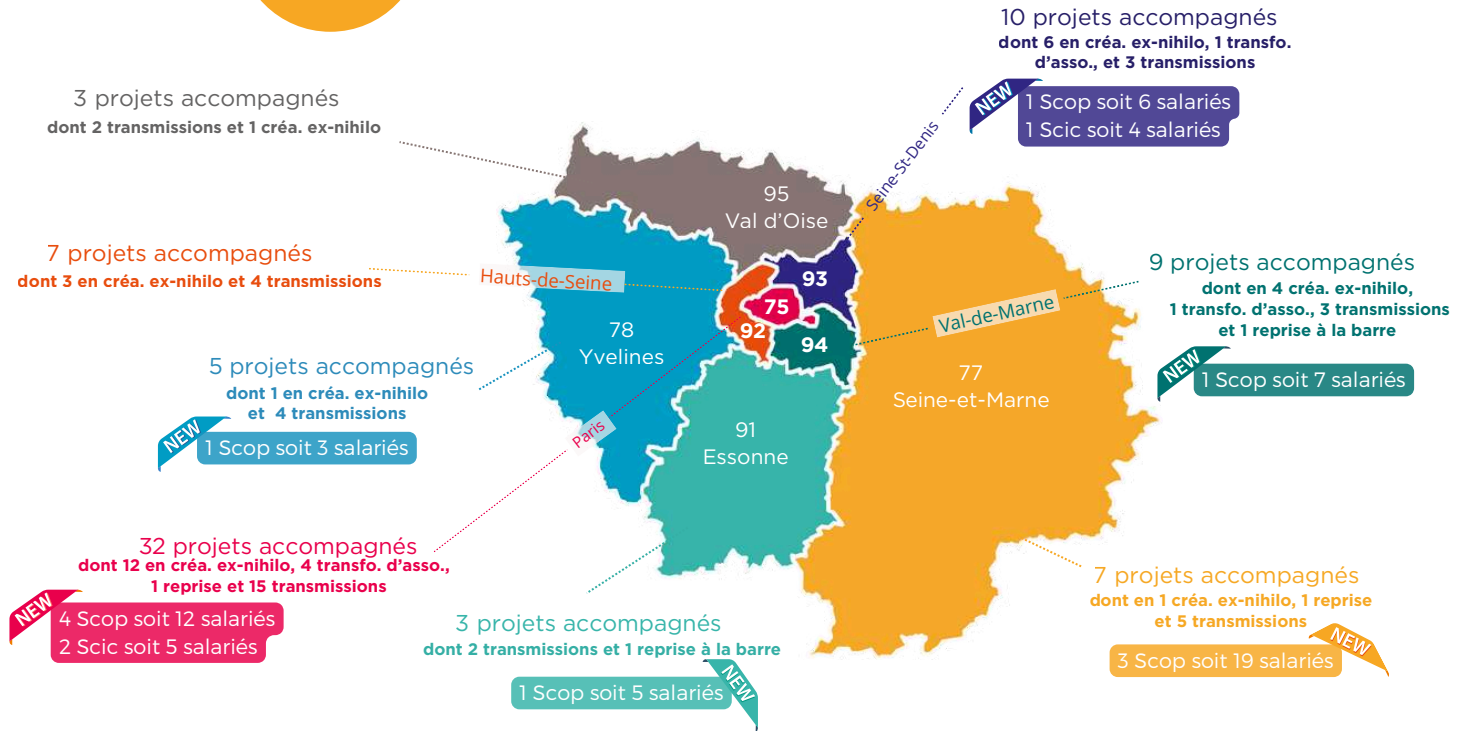 10 projets accompagnés
dont 6 en créa. ex-nihilo, 1 transfo.
d'asso., et 3 transmissions
NEW
1 Scop soit 6 salariés
1 Scic soit 4 salariés
3 projets accompagnés
dont 2 transmissions et 1 créa. ex-nihilo
Seine-St-Denis
95
Val d'Oise
7 projets accompagnés
dont 3 en créa. ex-nihilo et 4 transmissions
Hauts-de-Seine
93
75
92
94
Val-de-Marne
9 projets accompagnés
dont en 4 créa. ex-nihilo,
1 transfo. d'asso., 3 transmissions
et 1 reprise à la barre
NEW
1 Scop soit 7 salariés
78
Yvelines
5 projets accompagnés
dont 1 en créa. ex-nihilo
et 4 transmissions
NEW
1 Scop soit 3 salariés
77
Seine-et-Marne
Paris
91
Essonne
32 projets accompagnés
dont 12 en créa. ex-nihilo, 4 transfo. d'asso.,
1 reprise et 15 transmissions
NEW
4 Scop soit 12 salariés
2 Scic soit 5 salariés
3 projets accompagnés
dont 2 transmissions et 1 reprise à la barre
1 Scop soit 5 salariés
NEW
7 projets accompagnés
dont en 1 créa. ex-nihilo, 1 reprise
et 5 transmissions
NEW
3 Scop soit 19 salariés